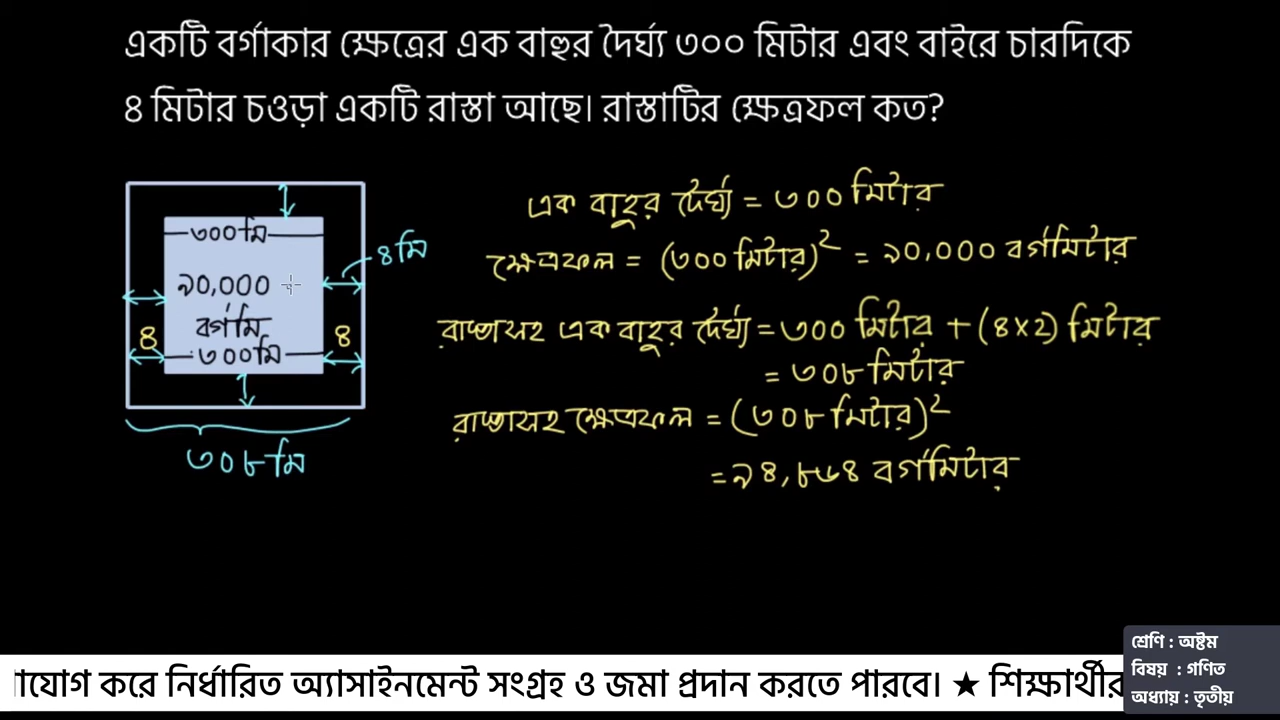 একটি বর্গাকার ক্ষেত্রের এক বাহুর দৈর্ঘ্য ৩০০ মিটার এবং বাইরে চারদিকে
৪ মিটার চওড়া একটি রাস্তা আছে। রাস্তাটির ক্ষেত্রফল কত?
৩০০মি
৯০,০০০
বর্গমি
৩০০মি
৪
৪
৪মি
৩০৮মি
এক বাহুর দৈর্ঘ্য = ৩০০ মিটার
ক্ষেত্রফল = (৩০০ মিটার)² = ৯০,০০০ বর্গমিটার
রাস্তাসহ এক বাহুর দৈর্ঘ্য = ৩০০ মিটার + (৪×২) মিটার
= ৩০৮ মিটার
রাস্তাসহ ক্ষেত্রফল = (৩০৮ মিটার)²
= ৯৪,৮৬৪ বর্গমিটার
শ্রেণি : অষ্টম
বিষয় : গণিত
অধ্যায় : তৃতীয়
াযোগ করে নির্ধারিত অ্যাসাইনমেন্ট সংগ্রহ ও জমা প্রদান করতে পারবে। ★ শিক্ষার্থীর